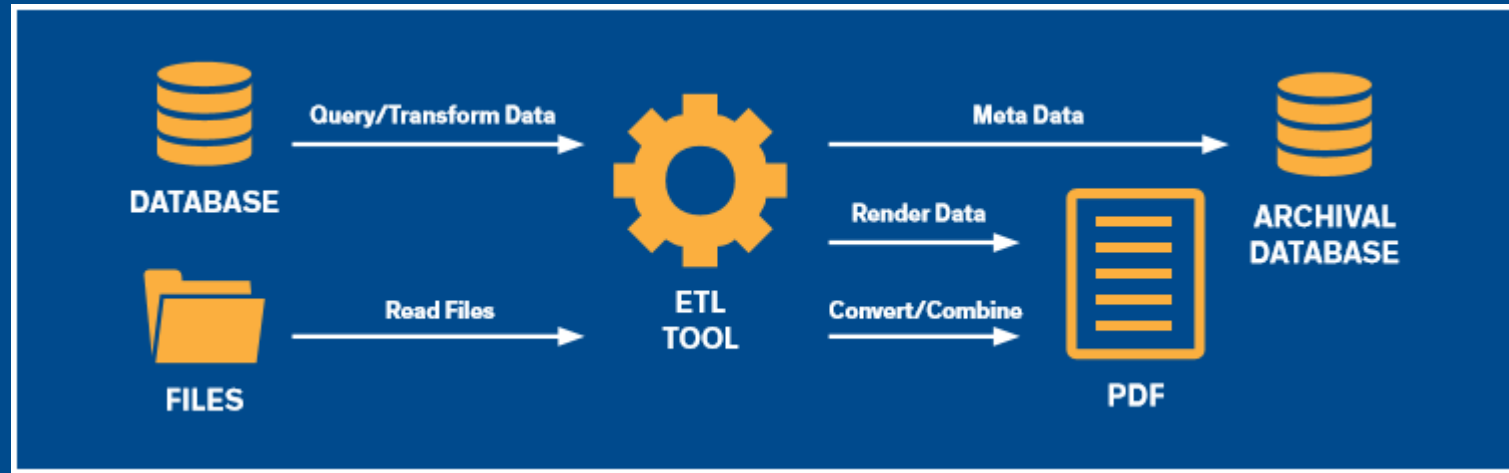 Query/Transform Data
Meta Data
DATABASE
Render Data
ARCHIVAL
DATABASE
Read Files
ETL
TOOL
Convert/Combine
FILES
PDF